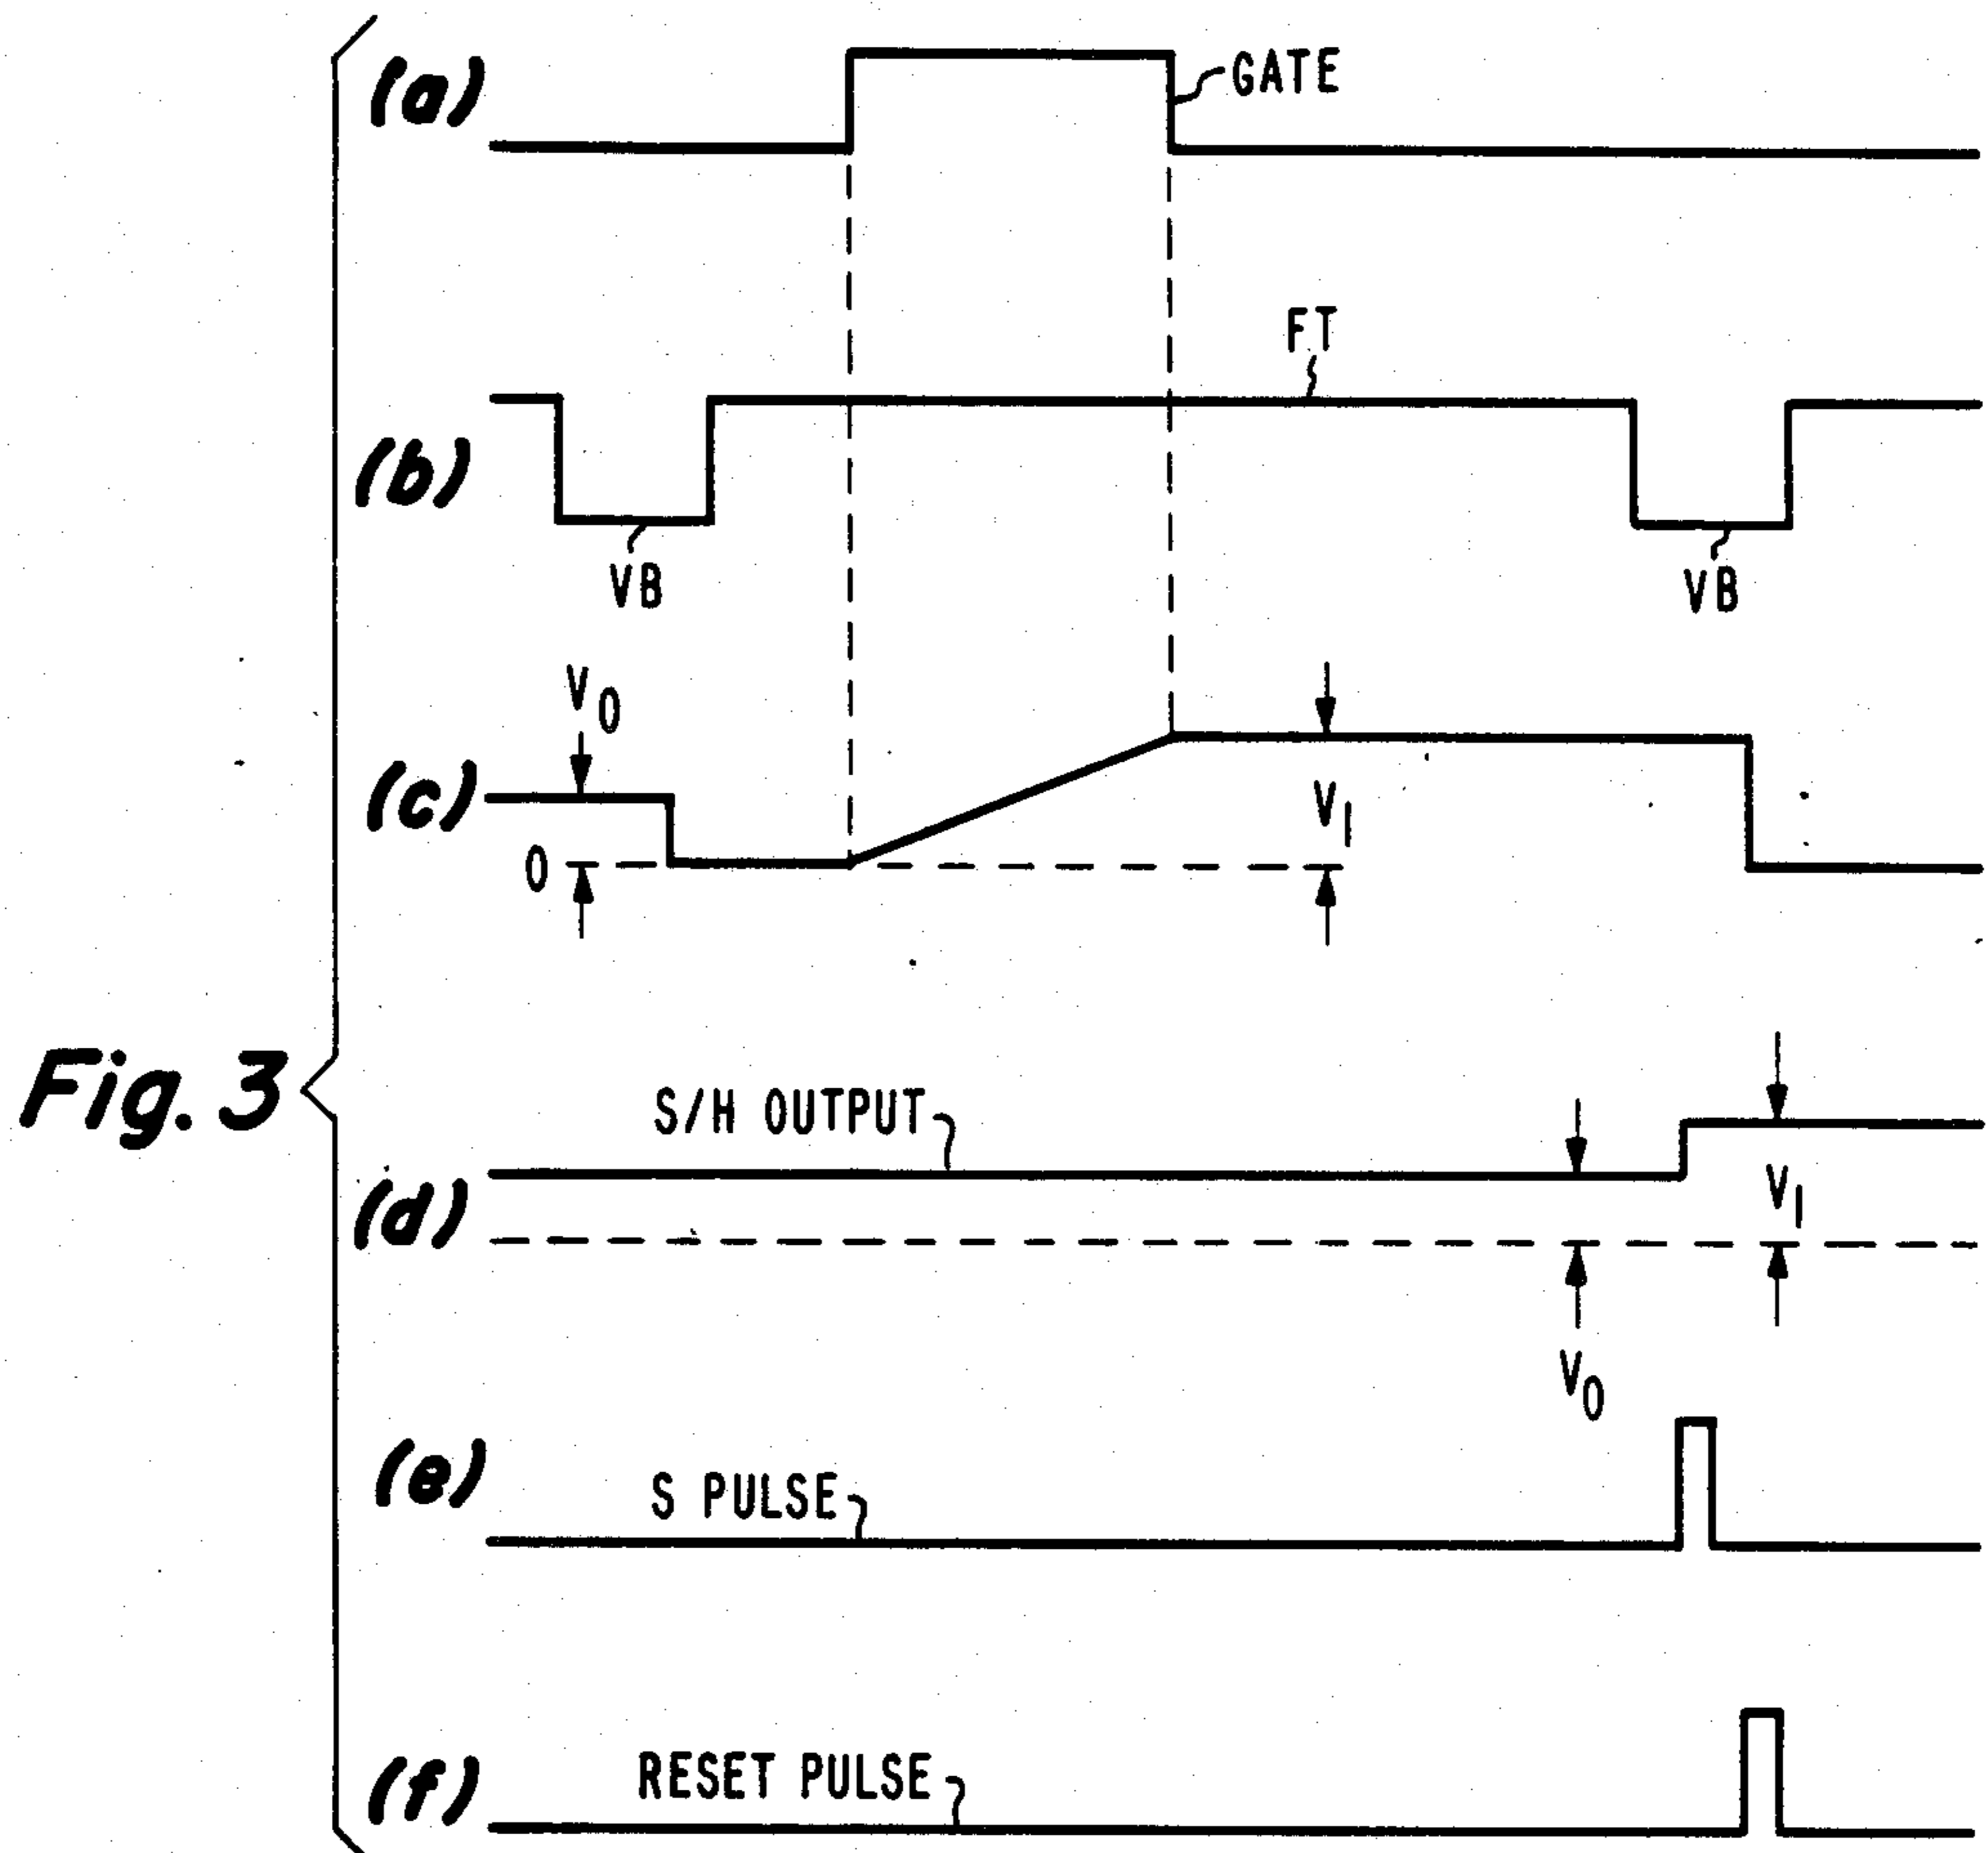 (a)
GATE
FT
(b)
VB
VB
V0
(c)
V1
0
Fig. 3
S/H OUTPUT
(d)
V1
V0
(e)
S PULSE
(f)
RESET PULSE